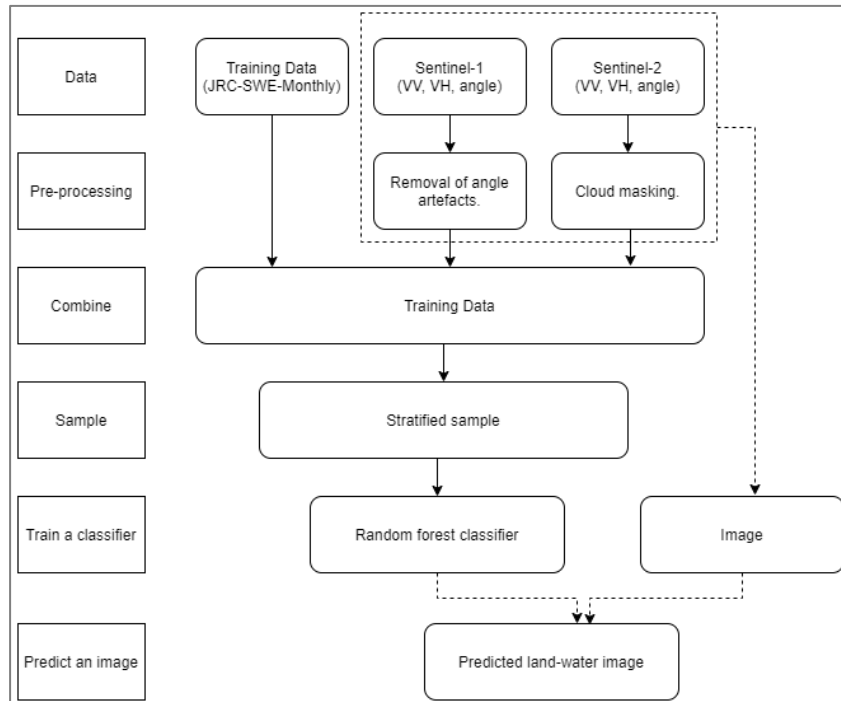 Data
Training Data
(JRC-SWE-Monthly)
Sentinel-1
(VV, VH, angle)
Sentinel-2
(VV, VH, angle)
Pre-processing
Removal of angle
artefacts.
Cloud masking.
Combine
Training Data
Sample
Stratified sample
Train a classifier
Random forest classifier
Image
Predict an image
Predicted land-water image